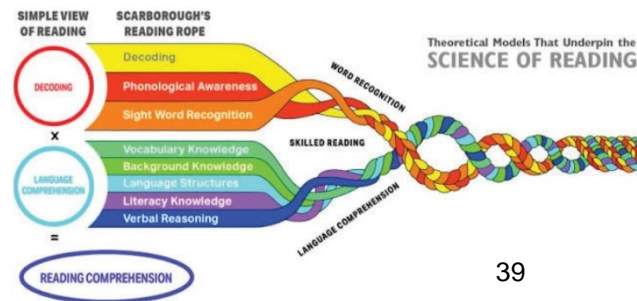 SIMPLE VIEW
OF READING
SCARBOROUGH'S
READING ROPE
Theoretical Models That Underpin the
SCIENCE OF READING
DECODING
x
LANGUAGE
COMPREHENSION
=
READING COMPREHENSION
Decoding
Phonological Awareness
Sight Word Recognition
Vocabulary Knowledge
Background Knowledge
Language Structures
Literacy Knowledge
Verbal Reasoning
WORD RECOGNITION
SKILLED READING
LANGUAGE COMPREHENSION
39